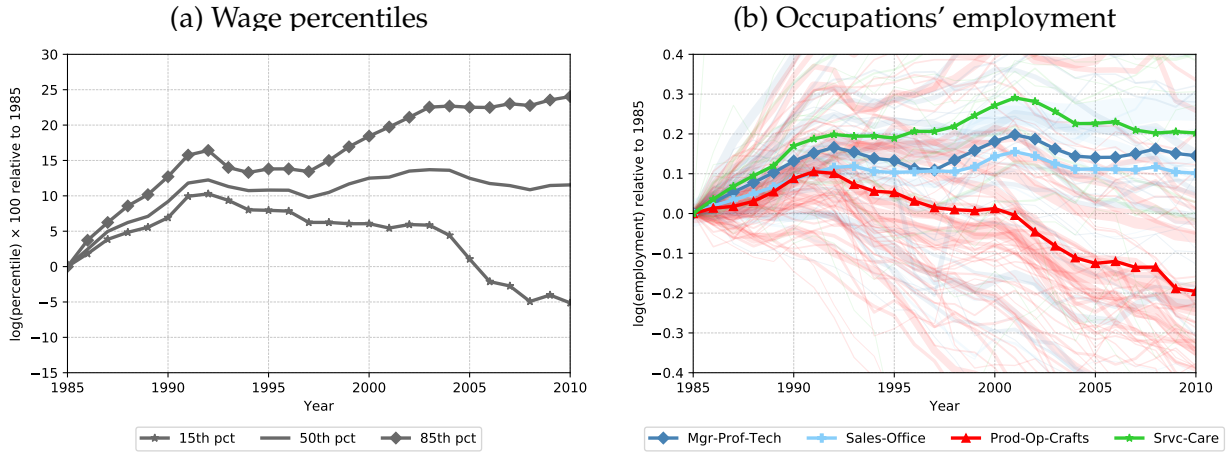 (a) Wage percentiles
log(percentile) × 100 relative to 1985
30
25
20
15
10
5
0
−5
−10
−15
1985 1990 1995 2000 2005 2010
Year
15th pct 50th pct 85th pct
(b) Occupations' employment
log(employment) relative to 1985
0.4
0.3
0.2
0.1
0.0
−0.1
−0.2
−0.3
−0.4
1985 1990 1995 2000 2005 2010
Year
Mgr-Prof-Tech Sales-Office Prod-Op-Crafts Srvc-Care